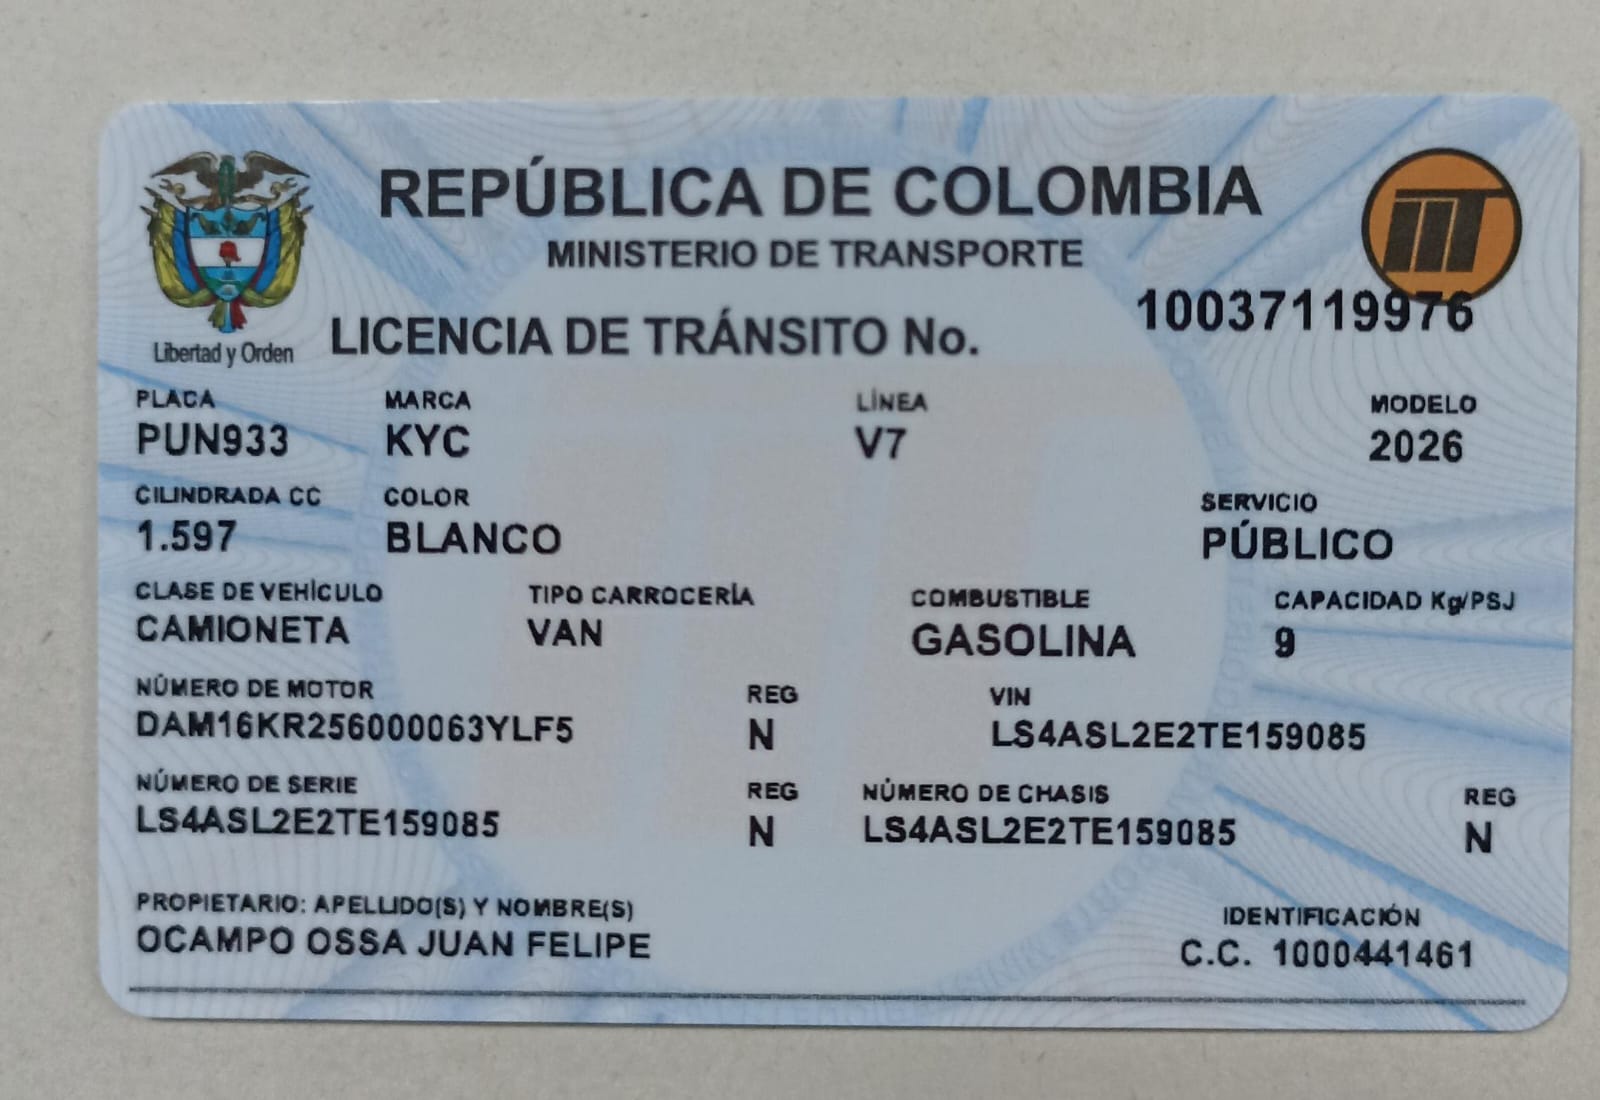 REPÚBLICA DE COLOMBIA
MINISTERIO DE TRANSPORTE
Libertad y Orden
LICENCIA DE TRÁNSITO No. 10037119976
PLACA MARCA LÍNEA MODELO
PUN933 KYC V7 2026
CILINDRADA CC COLOR SERVICIO
1.597 BLANCO PÚBLICO
CLASE DE VEHÍCULO TIPO CARROCERÍA COMBUSTIBLE CAPACIDAD Kg/PSJ
CAMIONETA VAN GASOLINA 9
NÚMERO DE MOTOR REG VIN
DAM16KR256000063YLF5 N LS4ASL2E2TE159085
NÚMERO DE SERIE REG NÚMERO DE CHASIS REG
LS4ASL2E2TE159085 N LS4ASL2E2TE159085 N
PROPIETARIO: APELLIDO(S) Y NOMBRE(S) IDENTIFICACIÓN
OCAMPO OSSA JUAN FELIPE C.C. 1000441461